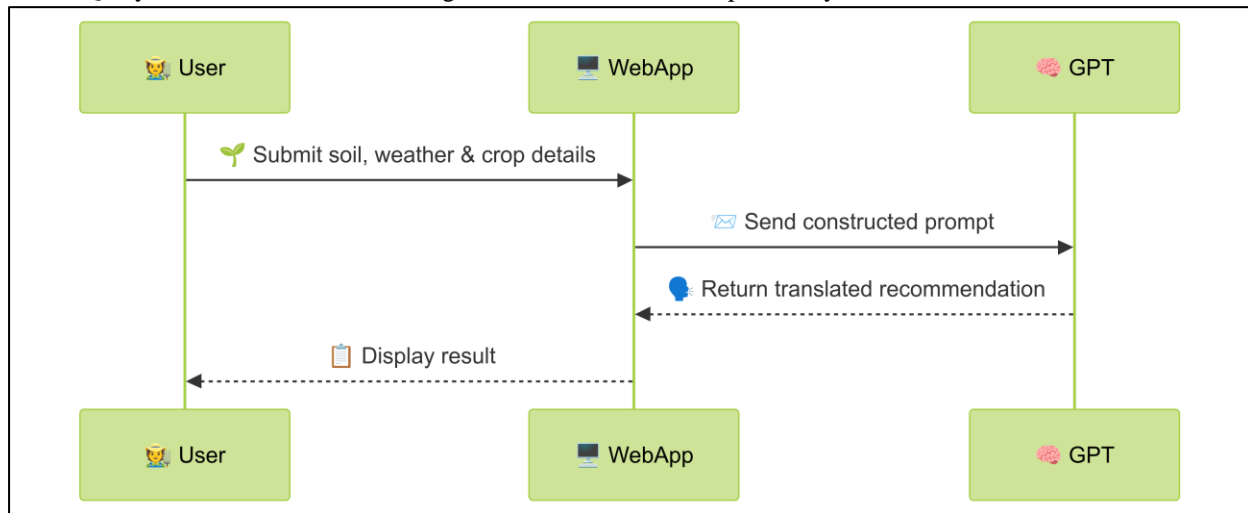 🧑‍🌾 User 🖥️ WebApp 🧠 GPT
🌱 Submit soil, weather & crop details
📨 Send constructed prompt
🗣️ Return translated recommendation
📋 Display result
🧑‍🌾 User 🖥️ WebApp 🧠 GPT